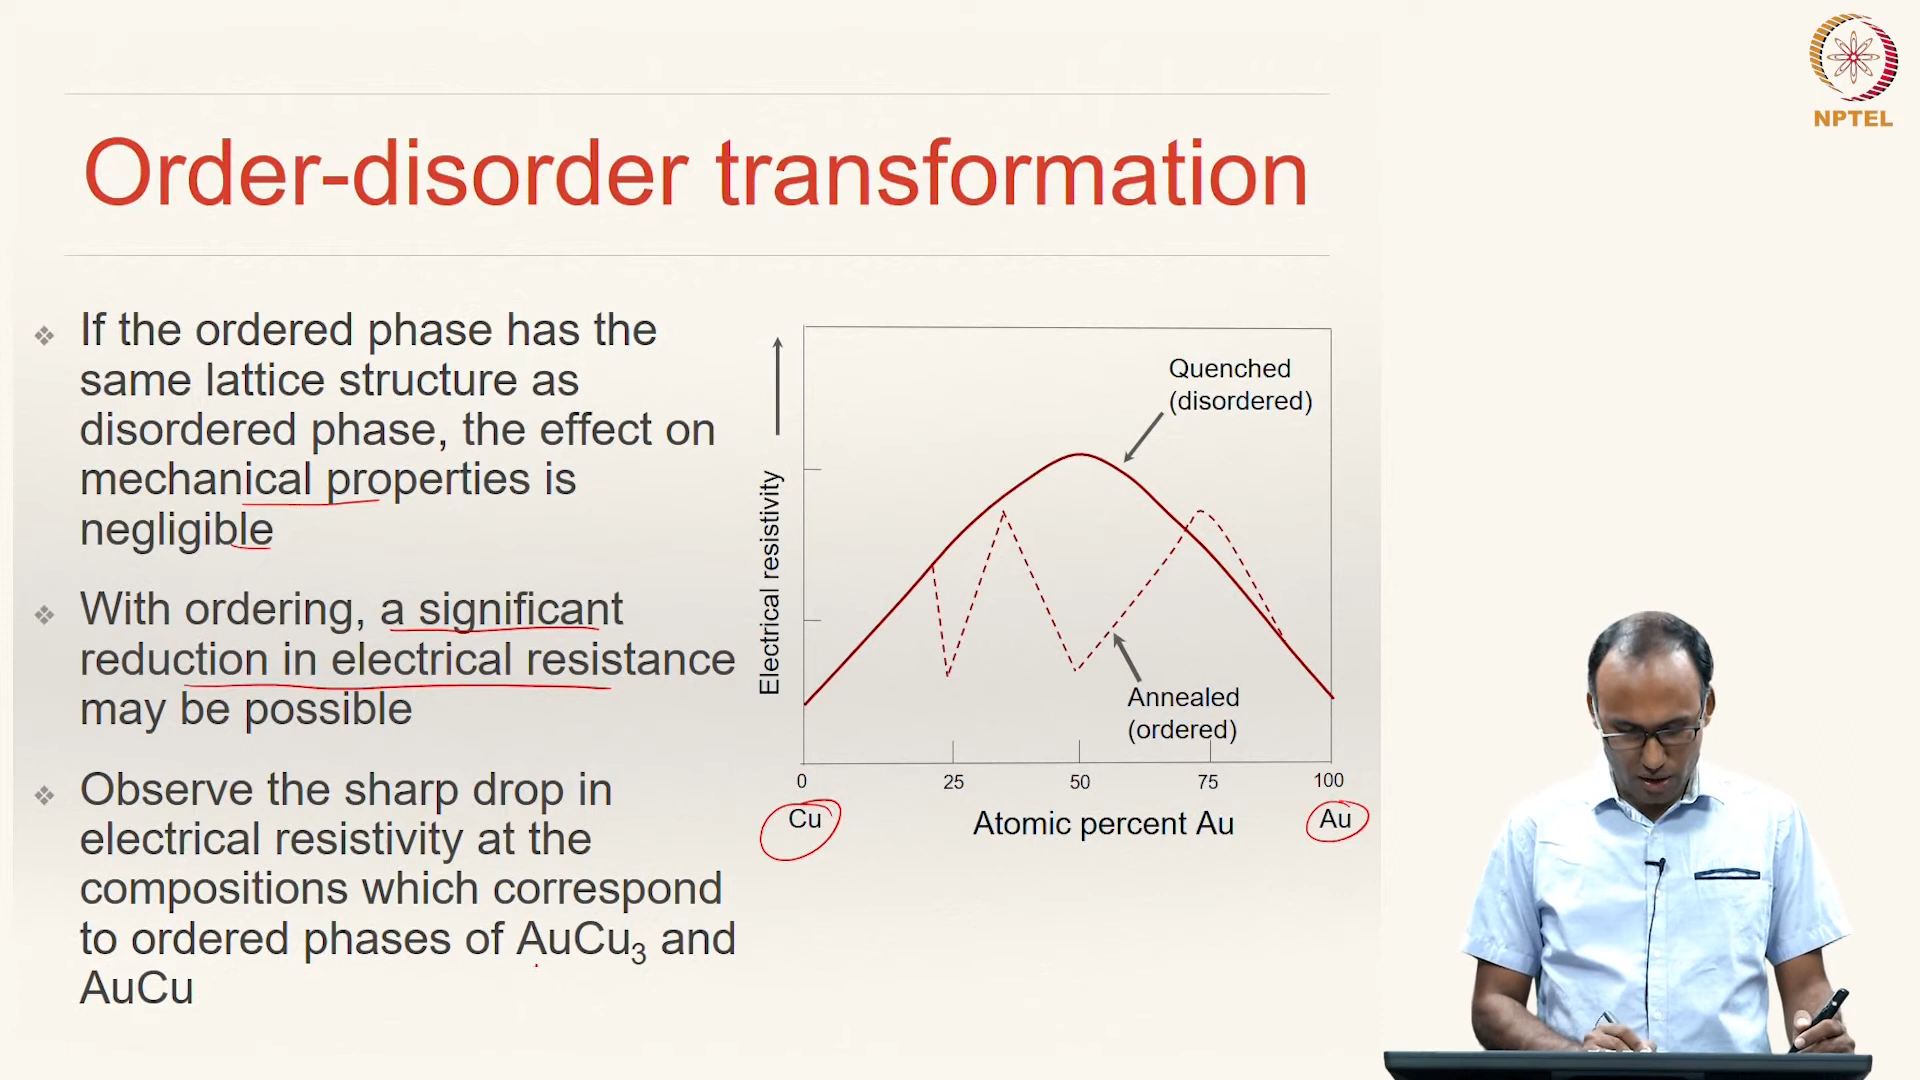 NPTEL
Order-disorder transformation
If the ordered phase has the
same lattice structure as
disordered phase, the effect on
mechanical properties is
negligible
With ordering, a significant
reduction in electrical resistance
may be possible
Observe the sharp drop in
electrical resistivity at the
compositions which correspond
to ordered phases of AuCu₃ and
AuCu
Electrical resistivity
Quenched
(disordered)
Annealed
(ordered)
0 25 50 75 100
Cu Atomic percent Au Au